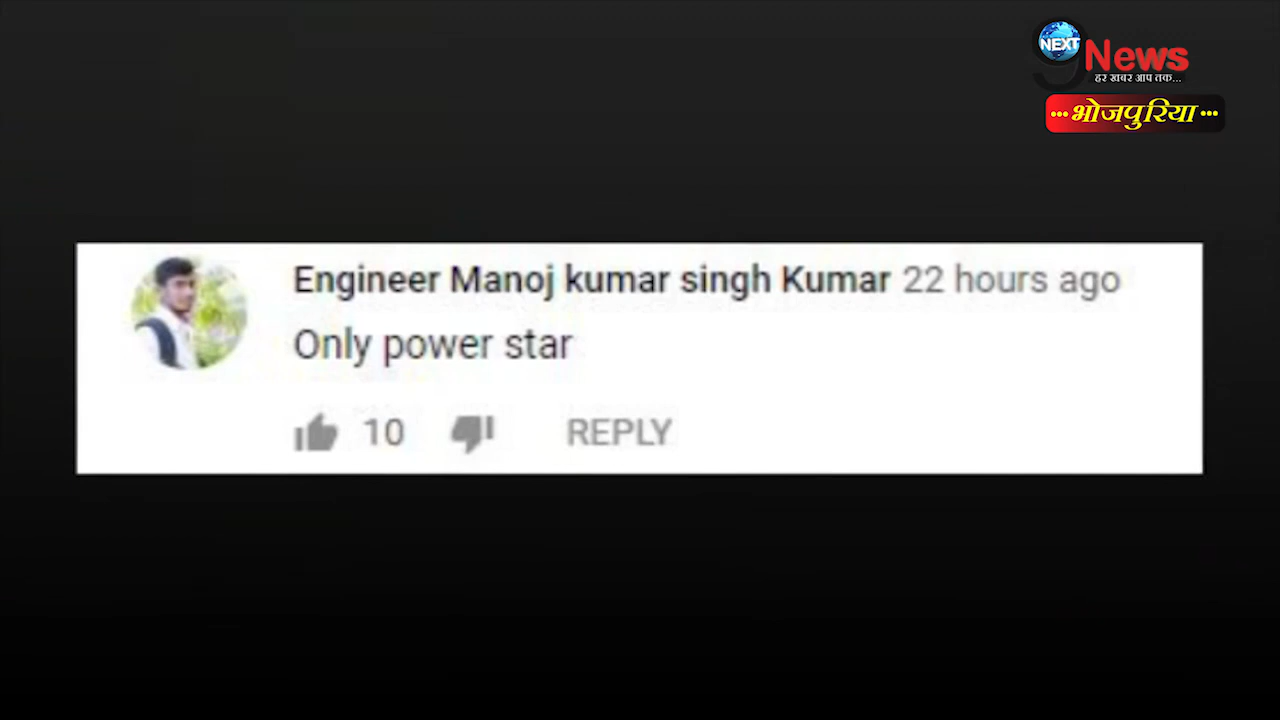 NEXT
9 News
हर खबर आप तक...
...भोजपुरिया...
Engineer Manoj kumar singh Kumar 22 hours ago
Only power star
10 REPLY